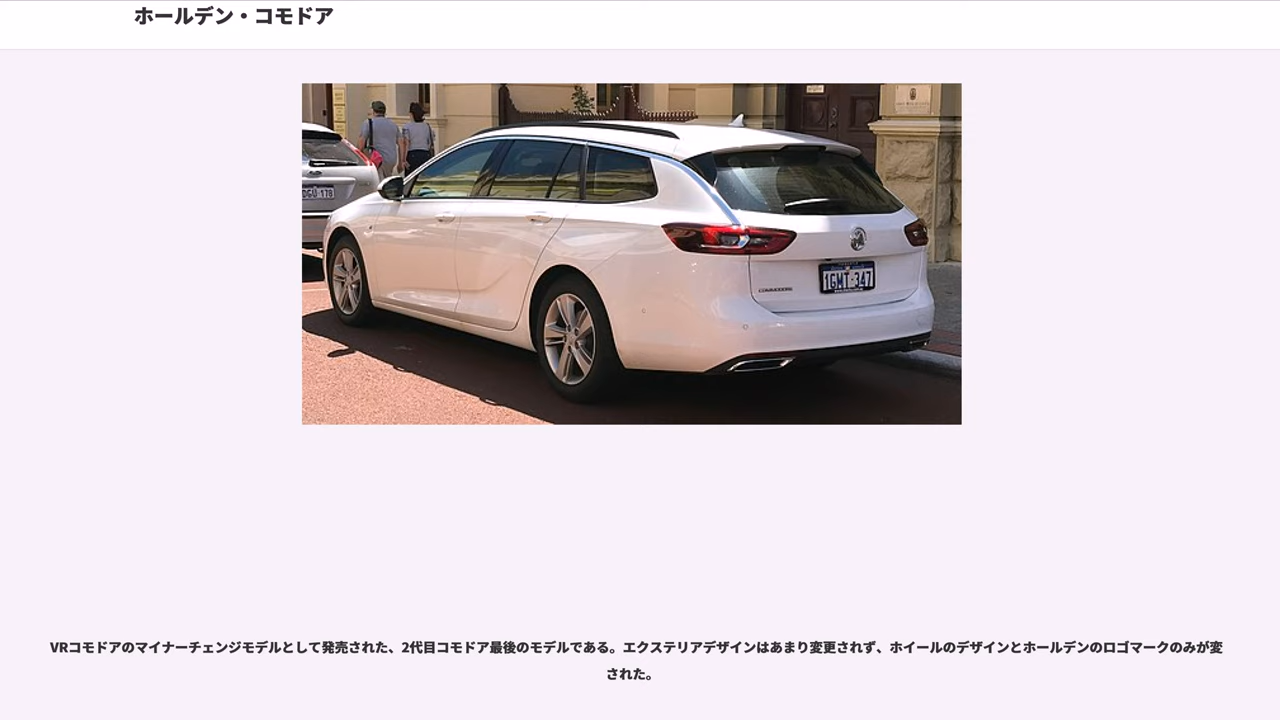 ホールデン・コモドア
COMMODORE
1GMT·347
VRコモドアのマイナーチェンジモデルとして発売された、2代目コモドア最後のモデルである。エクステリアデザインはあまり変更されず、ホイールのデザインとホールデンのロゴマークのみが変
された。